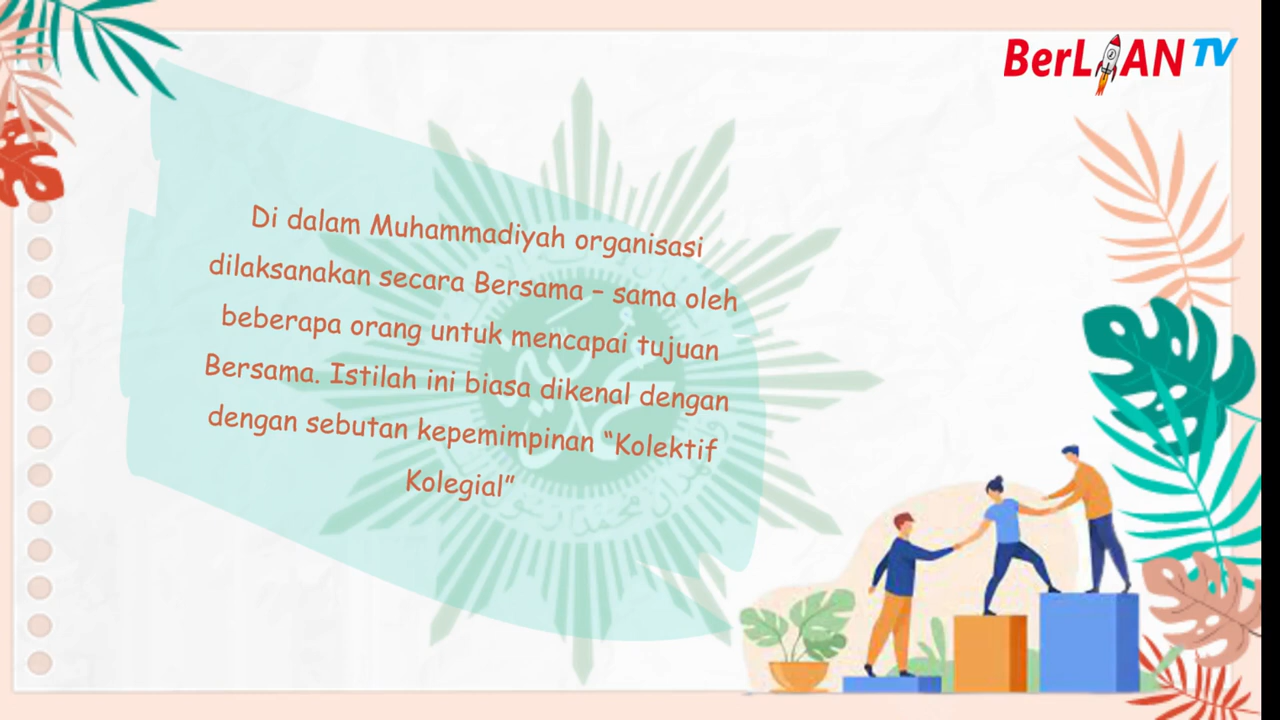 BerLIAN TV
Di dalam Muhammadiyah organisasi
dilaksanakan secara Bersama – sama oleh
beberapa orang untuk mencapai tujuan
Bersama. Istilah ini biasa dikenal dengan
dengan sebutan kepemimpinan “Kolektif
Kolegial”